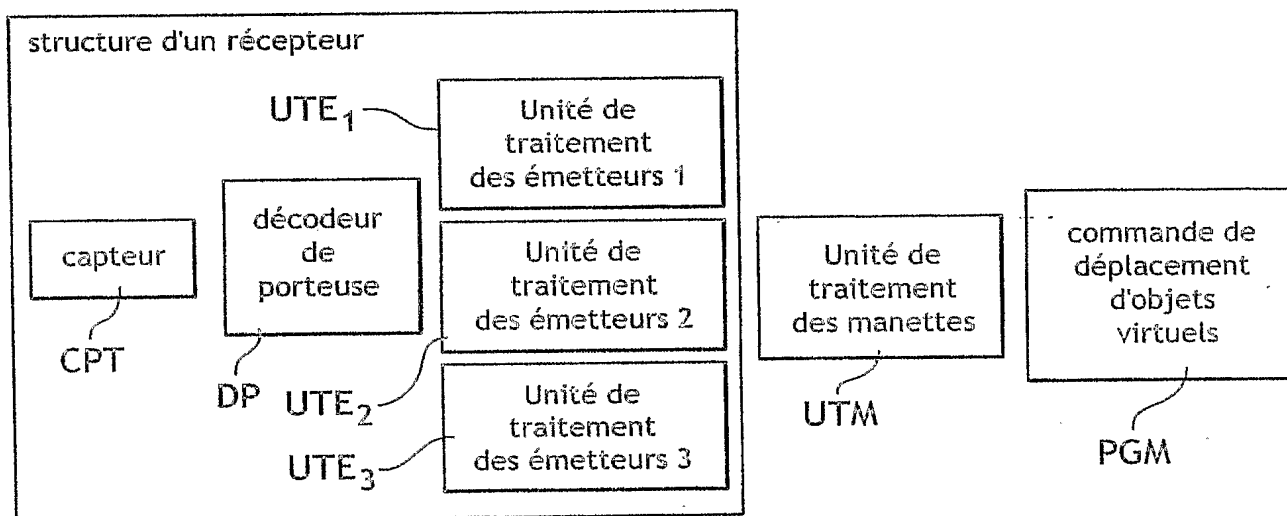 structure d'un récepteur
UTE1
Unité de
traitement
des émetteurs 1
capteur
CPT
décodeur
de
porteuse
DP
UTE2
Unité de
traitement
des émetteurs 2
UTE3
Unité de
traitement
des émetteurs 3
Unité de
traitement
des manettes
UTM
commande de
déplacement
d'objets
virtuels
PGM